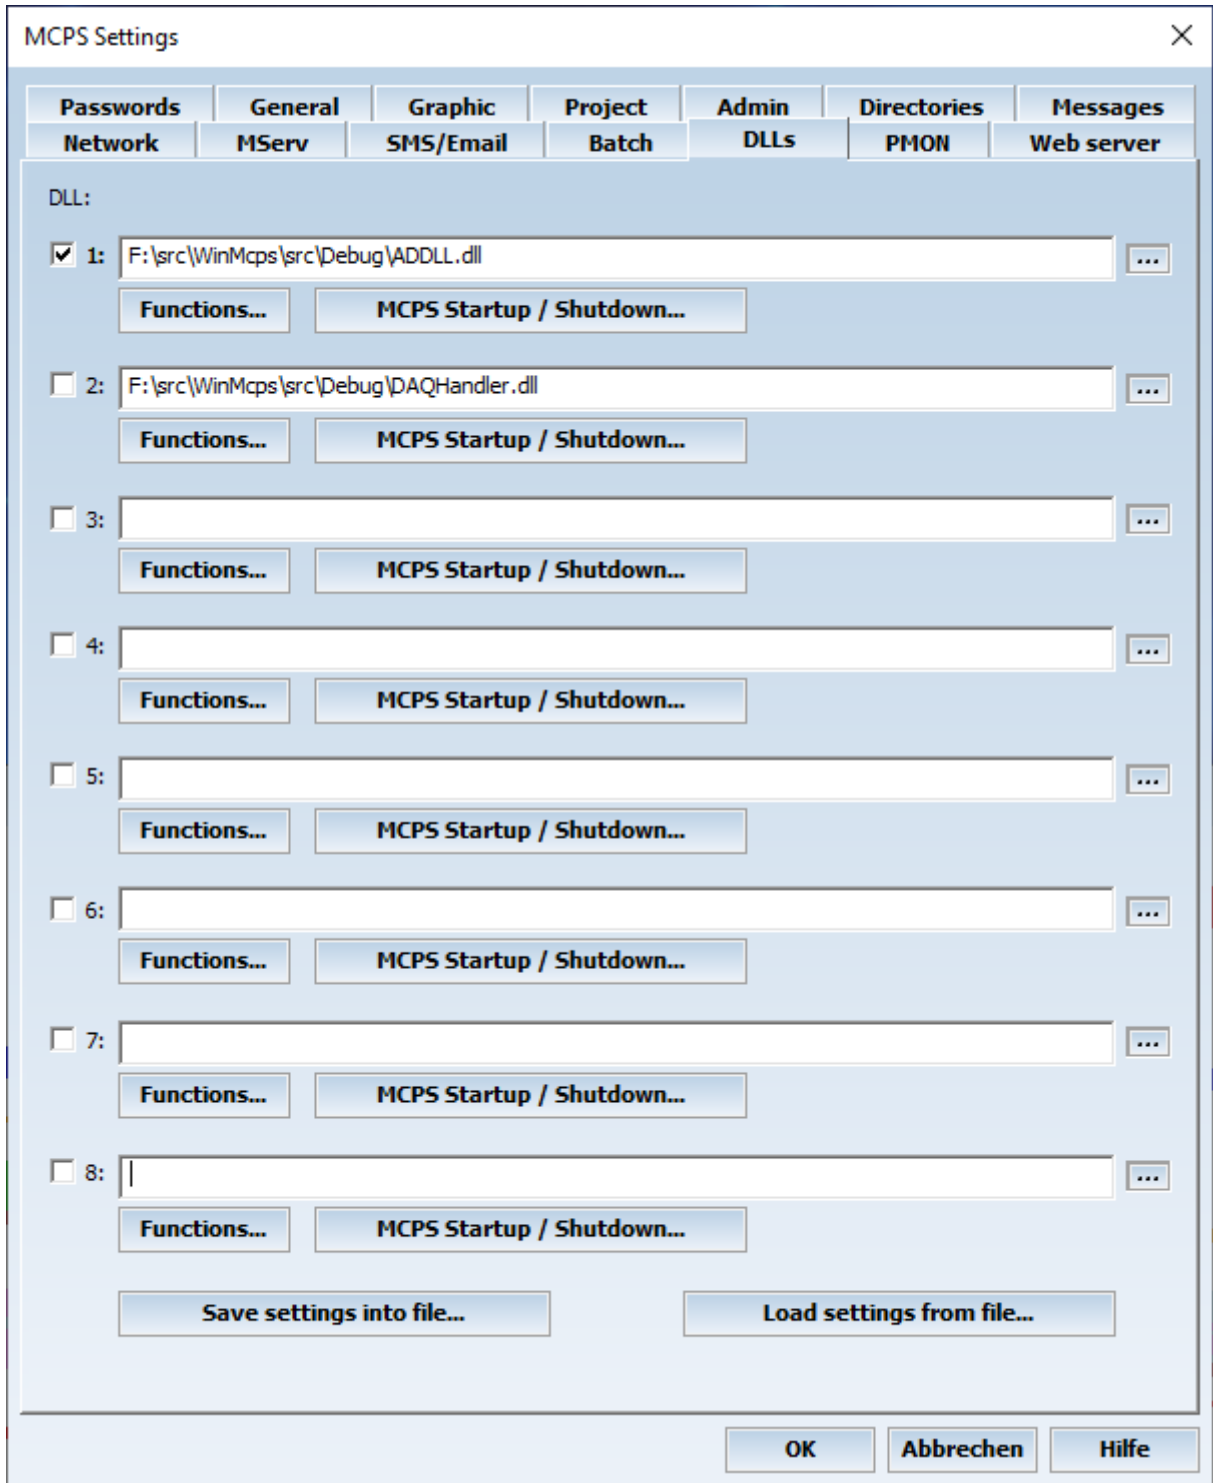 MCPS Settings
Passwords General Graphic Project Admin Directories Messages
Network MServ SMS/Email Batch DLLs PMON Web server
DLL:
1: F:\src\WinMcps\src\Debug\ADDLL.dll ...
Functions... MCPS Startup / Shutdown...
2: F:\src\WinMcps\src\Debug\DAQHandler.dll ...
Functions... MCPS Startup / Shutdown...
3: ...
Functions... MCPS Startup / Shutdown...
4: ...
Functions... MCPS Startup / Shutdown...
5: ...
Functions... MCPS Startup / Shutdown...
6: ...
Functions... MCPS Startup / Shutdown...
7: ...
Functions... MCPS Startup / Shutdown...
8: ...
Functions... MCPS Startup / Shutdown...
Save settings into file... Load settings from file...
OK Abbrechen Hilfe